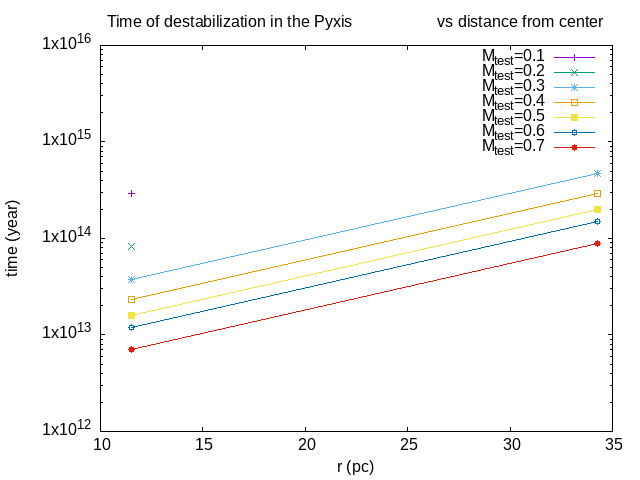 Time of destabilization in the Pyxis vs distance from center
1x10^16
1x10^15
1x10^14
1x10^13
1x10^12
time (year)
10 15 20 25 30 35
r (pc)
M_test=0.1
M_test=0.2
M_test=0.3
M_test=0.4
M_test=0.5
M_test=0.6
M_test=0.7